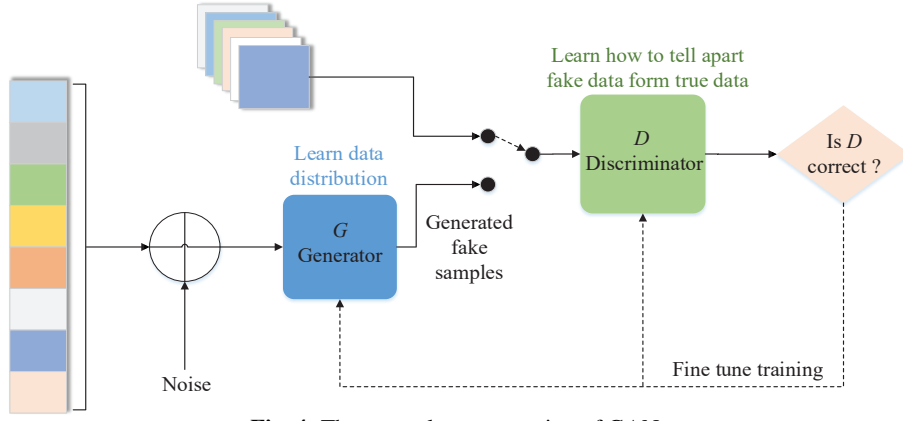 Learn how to tell apart
fake data form true data
D
Discriminator
Is D
correct ?
Learn data
distribution
G
Generator
Generated
fake
samples
Noise
Fine tune training